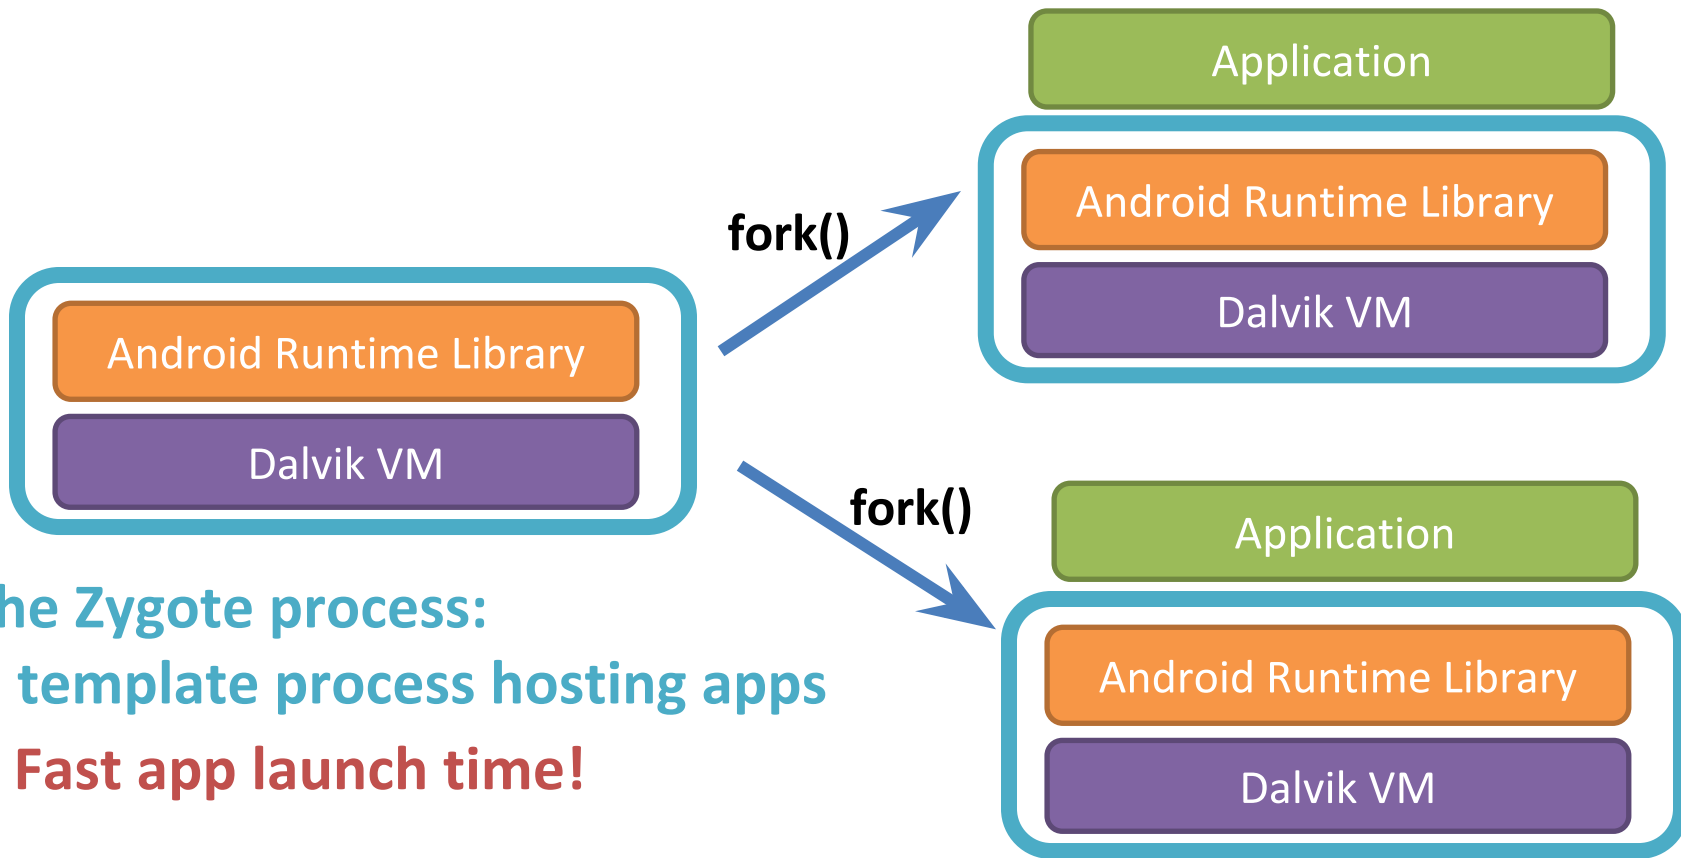 Application
Android Runtime Library
Dalvik VM
fork()
Android Runtime Library
Dalvik VM
fork()
Application
Android Runtime Library
Dalvik VM
he Zygote process:
template process hosting apps
Fast app launch time!